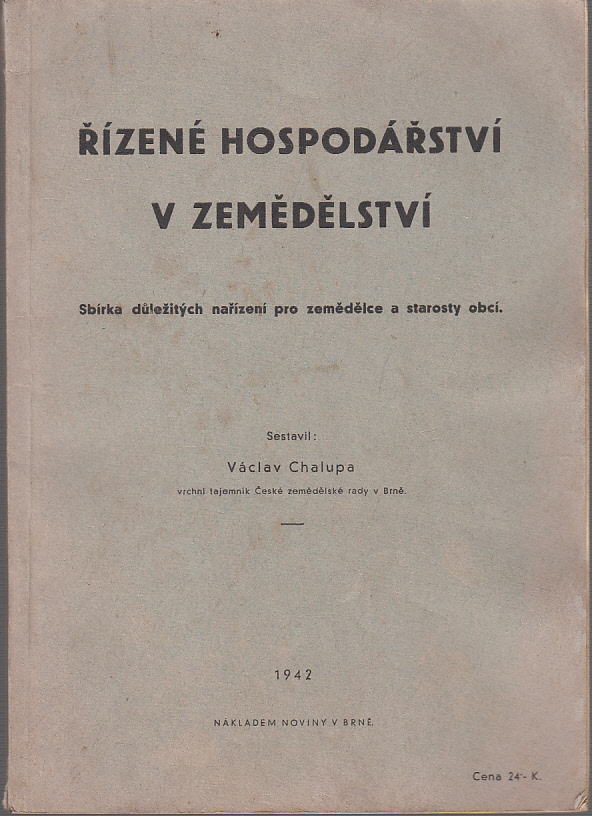 ŘÍZENÉ HOSPODÁŘSTVÍ
V ZEMĚDĚLSTVÍ
Sbírka důležitých nařízení pro zemědělce a starosty obcí.
Sestavil:
Václav Chalupa
vrchní tajemník České zemědělské rady v Brně.
1942
NÁKLADEM NOVINY V BRNĚ.
Cena 24·- K.